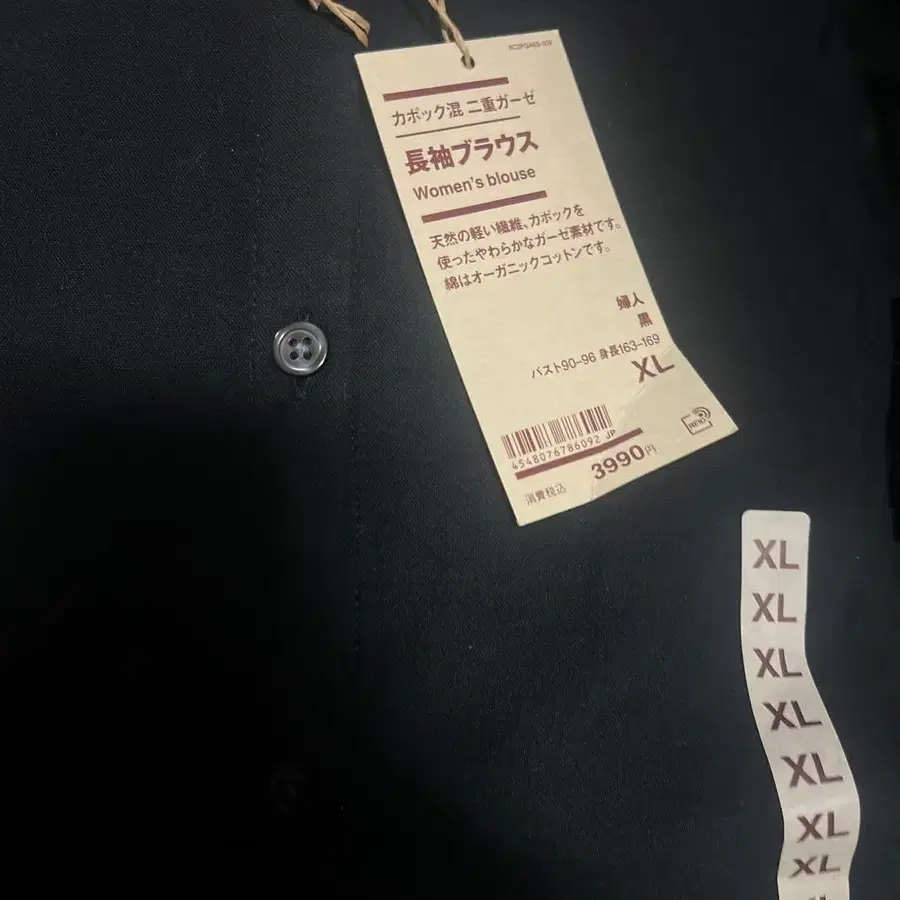 カポック混 二重ガーゼ
長袖ブラウス
Women's blouse
天然の軽い繊維、カポックを
使ったやわらかなガーゼ素材です。
綿はオーガニックコットンです。
婦人
黒
バスト90-96 身長163-169
XL
4548076786092 JP
消費税込 3990円
RFID
XL
XL
XL
XL
XL
XL
XL